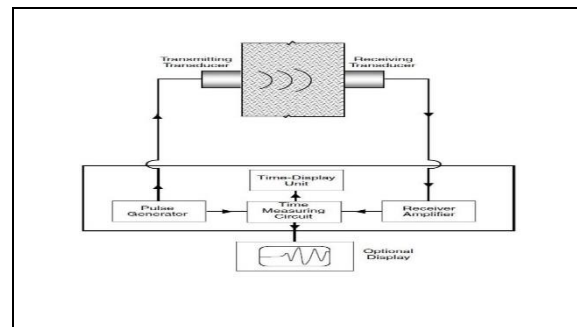 Transmitting
Transducer
Receiving
Transducer
Time-Display
Unit
Pulse
Generator
Time
Measuring
Circuit
Receiver
Amplifier
Optional
Display